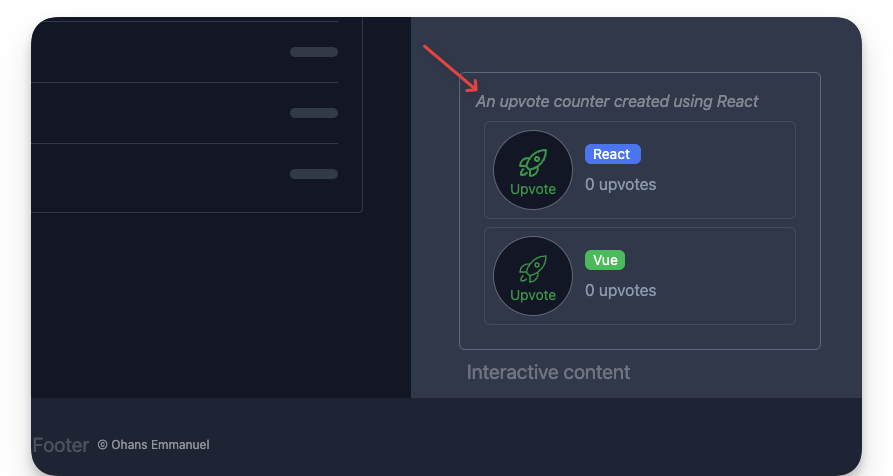 An upvote counter created using React
React
Upvote
0 upvotes
Vue
Upvote
0 upvotes
Interactive content
Footer © Ohans Emmanuel